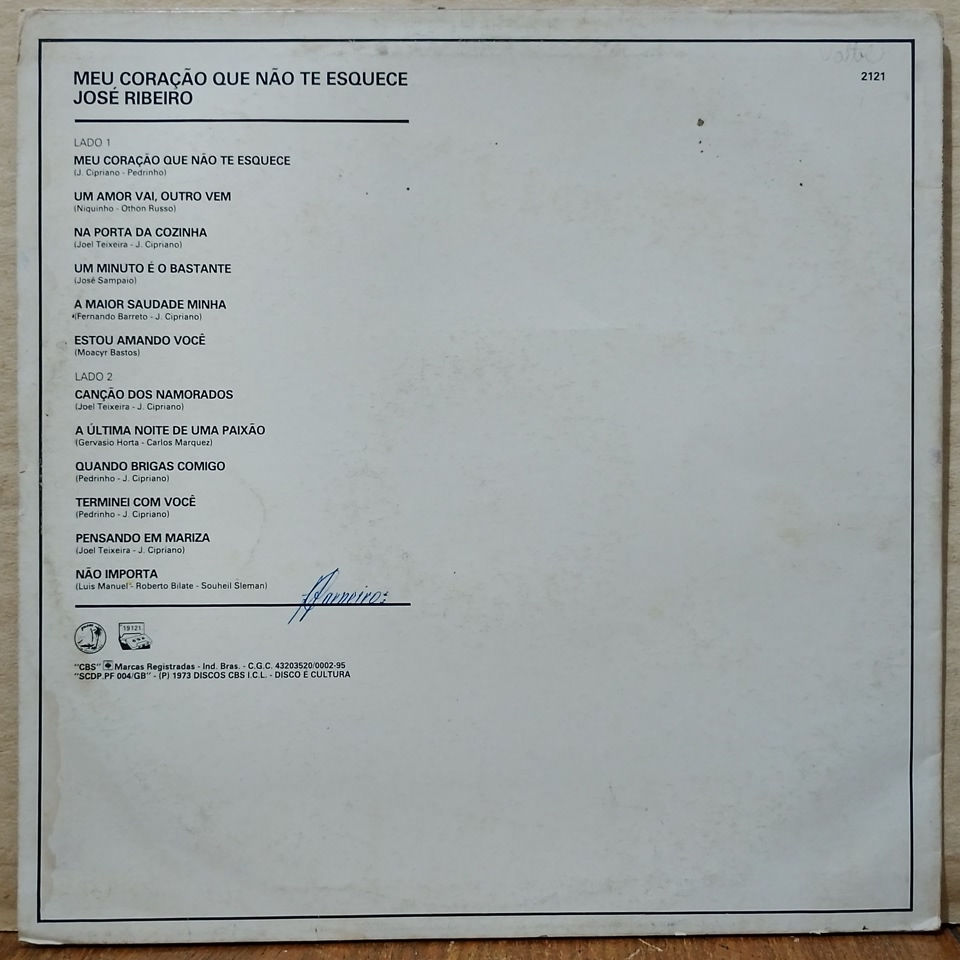 MEU CORAÇÃO QUE NÃO TE ESQUECE
JOSÉ RIBEIRO
2121
LADO 1
MEU CORAÇÃO QUE NÃO TE ESQUECE
(J. Cipriano - Pedrinho)
UM AMOR VAI, OUTRO VEM
(Niquinho - Othon Russo)
NA PORTA DA COZINHA
(Joel Teixeira - J. Cipriano)
UM MINUTO É O BASTANTE
(José Sampaio)
A MAIOR SAUDADE MINHA
(Fernando Barreto - J. Cipriano)
ESTOU AMANDO VOCÊ
(Moacyr Bastos)
LADO 2
CANÇÃO DOS NAMORADOS
(Joel Teixeira - J. Cipriano)
A ÚLTIMA NOITE DE UMA PAIXÃO
(Gervasio Horta - Carlos Marquez)
QUANDO BRIGAS COMIGO
(Pedrinho - J. Cipriano)
TERMINEI COM VOCÊ
(Pedrinho - J. Cipriano)
PENSANDO EM MARIZA
(Joel Teixeira - J. Cipriano)
NÃO IMPORTA
(Luis Manuel - Roberto Bilate - Souheil Sleman)
19121
"CBS" Marcas Registradas - Ind. Bras. - C.G.C. 43203520/0002-95
"SCDP.PF 004/GB" - (P) 1973 DISCOS CBS I.C.L. - DISCO É CULTURA